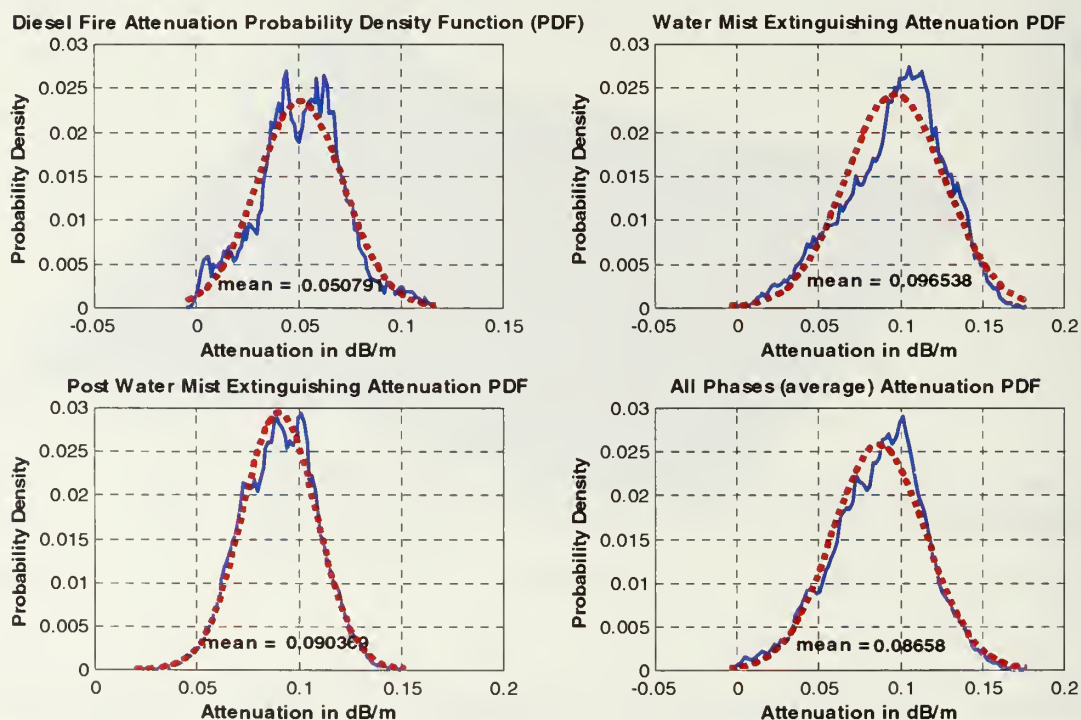 Diesel Fire Attenuation Probability Density Function (PDF)
0.03
0.025
0.02
0.015
0.01
0.005
0
Probability Density
mean = 0.05079
-0.05 0 0.05 0.1 0.15
Attenuation in dB/m
Water Mist Extinguishing Attenuation PDF
0.03
0.025
0.02
0.015
0.01
0.005
0
Probability Density
mean = 0.096538
-0.05 0 0.05 0.1 0.15 0.2
Attenuation in dB/m
Post Water Mist Extinguishing Attenuation PDF
0.03
0.025
0.02
0.015
0.01
0.005
0
Probability Density
mean =
0 0.05 0.1 0.15 0.2
Attenuation in dB/m
All Phases (average) Attenuation PDF
0.03
0.025
0.02
0.015
0.01
0.005
0
Probability Density
mean = 0.08658
-0.05 0 0.05 0.1 0.15 0.2
Attenuation in dB/m